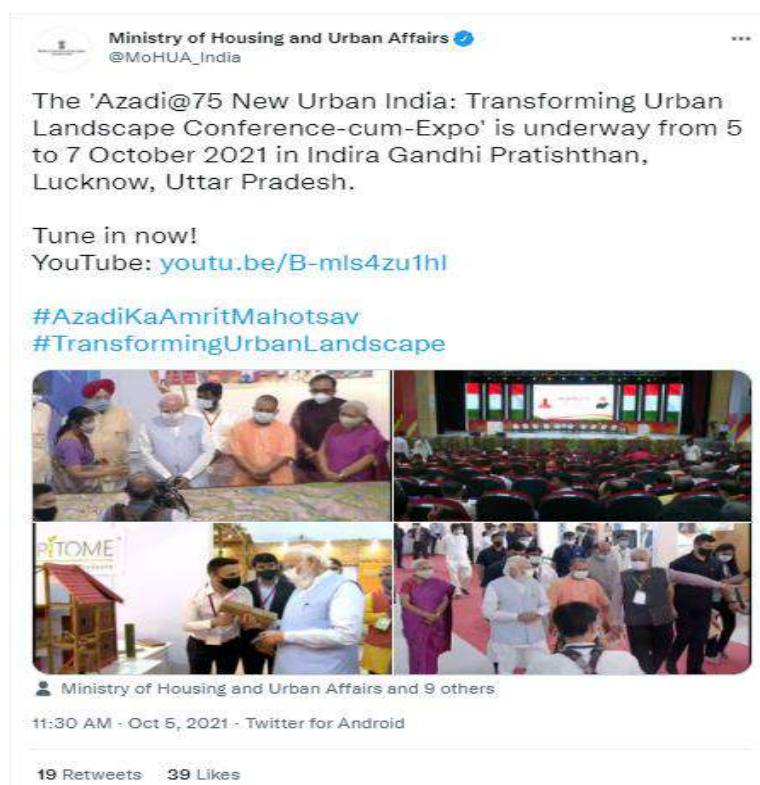 Ministry of Housing and Urban Affairs
@MoHUA_India
The 'Azadi@75 New Urban India: Transforming Urban
Landscape Conference-cum-Expo' is underway from 5
to 7 October 2021 in Indira Gandhi Pratishthan,
Lucknow, Uttar Pradesh.
Tune in now!
YouTube: youtu.be/B-mls4zu1hI
#AzadiKaAmritMahotsav
#TransformingUrbanLandscape
PITOME
Ministry of Housing and Urban Affairs and 9 others
11:30 AM · Oct 5, 2021 · Twitter for Android
19 Retweets 39 Likes